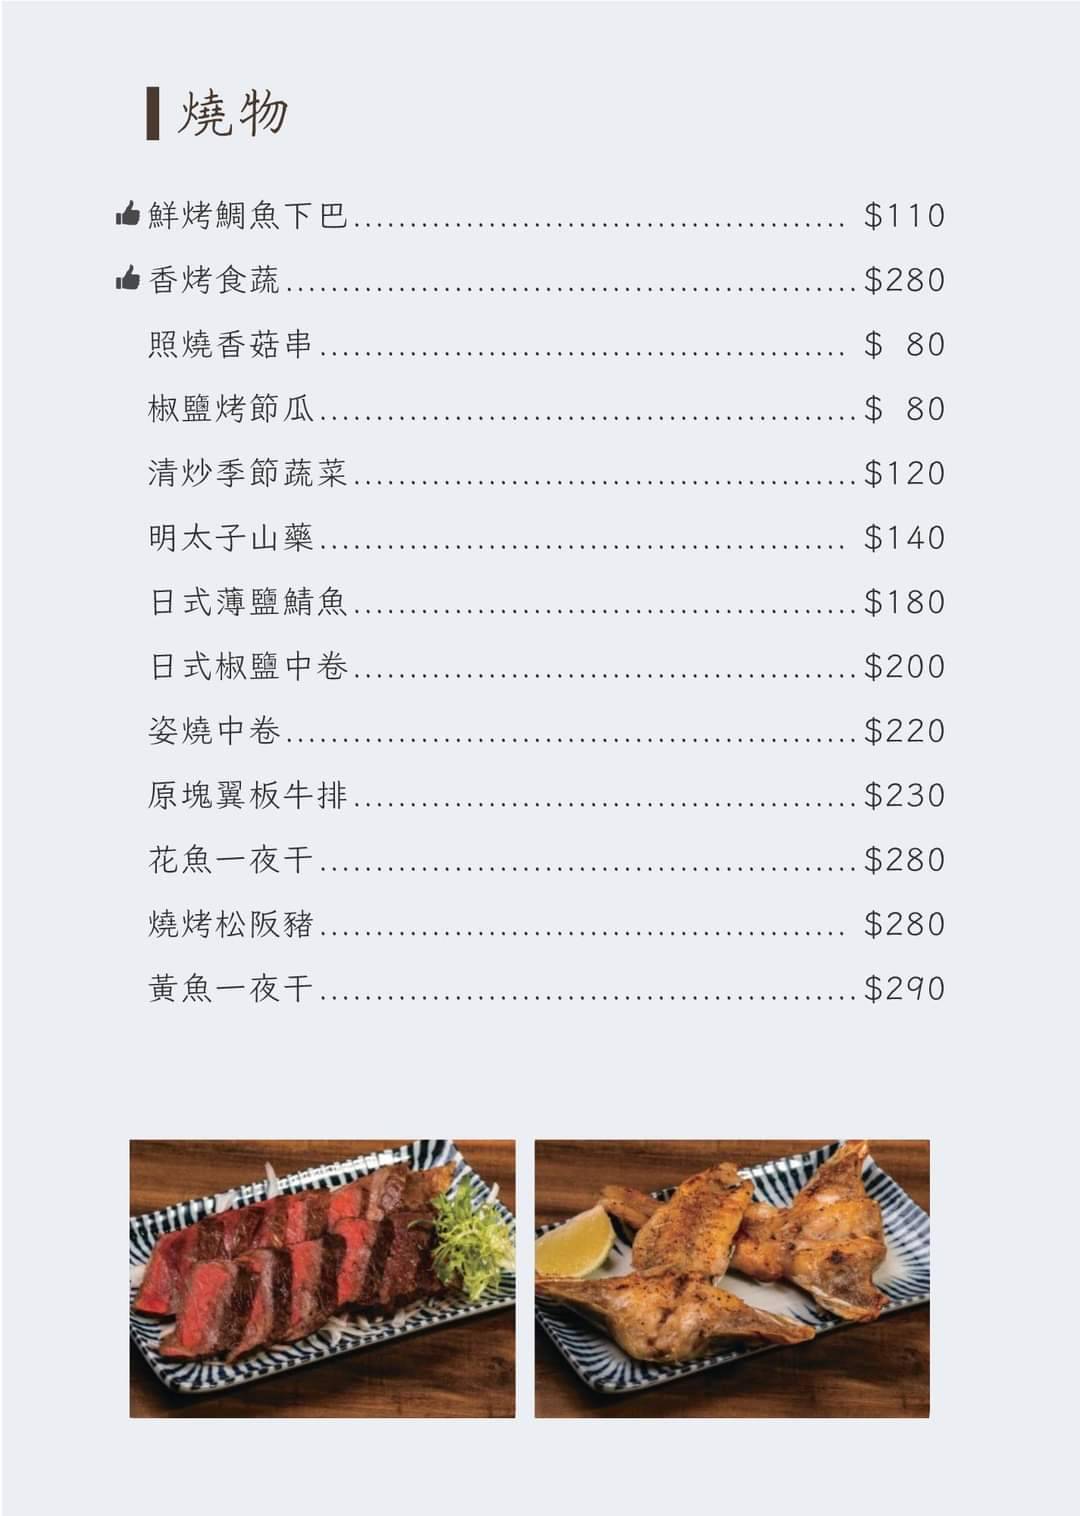 燒物
鮮烤鯛魚下巴................................ $110
香烤食蔬................................ $280
照燒香菇串................................ $ 80
椒鹽烤節瓜................................ $ 80
清炒季節蔬菜................................ $120
明太子山藥................................ $140
日式薄鹽鯖魚................................ $180
日式椒鹽中卷................................ $200
姿燒中卷................................ $220
原塊翼板牛排................................ $230
花魚一夜干................................ $280
燒烤松阪豬................................ $280
黃魚一夜干................................ $290